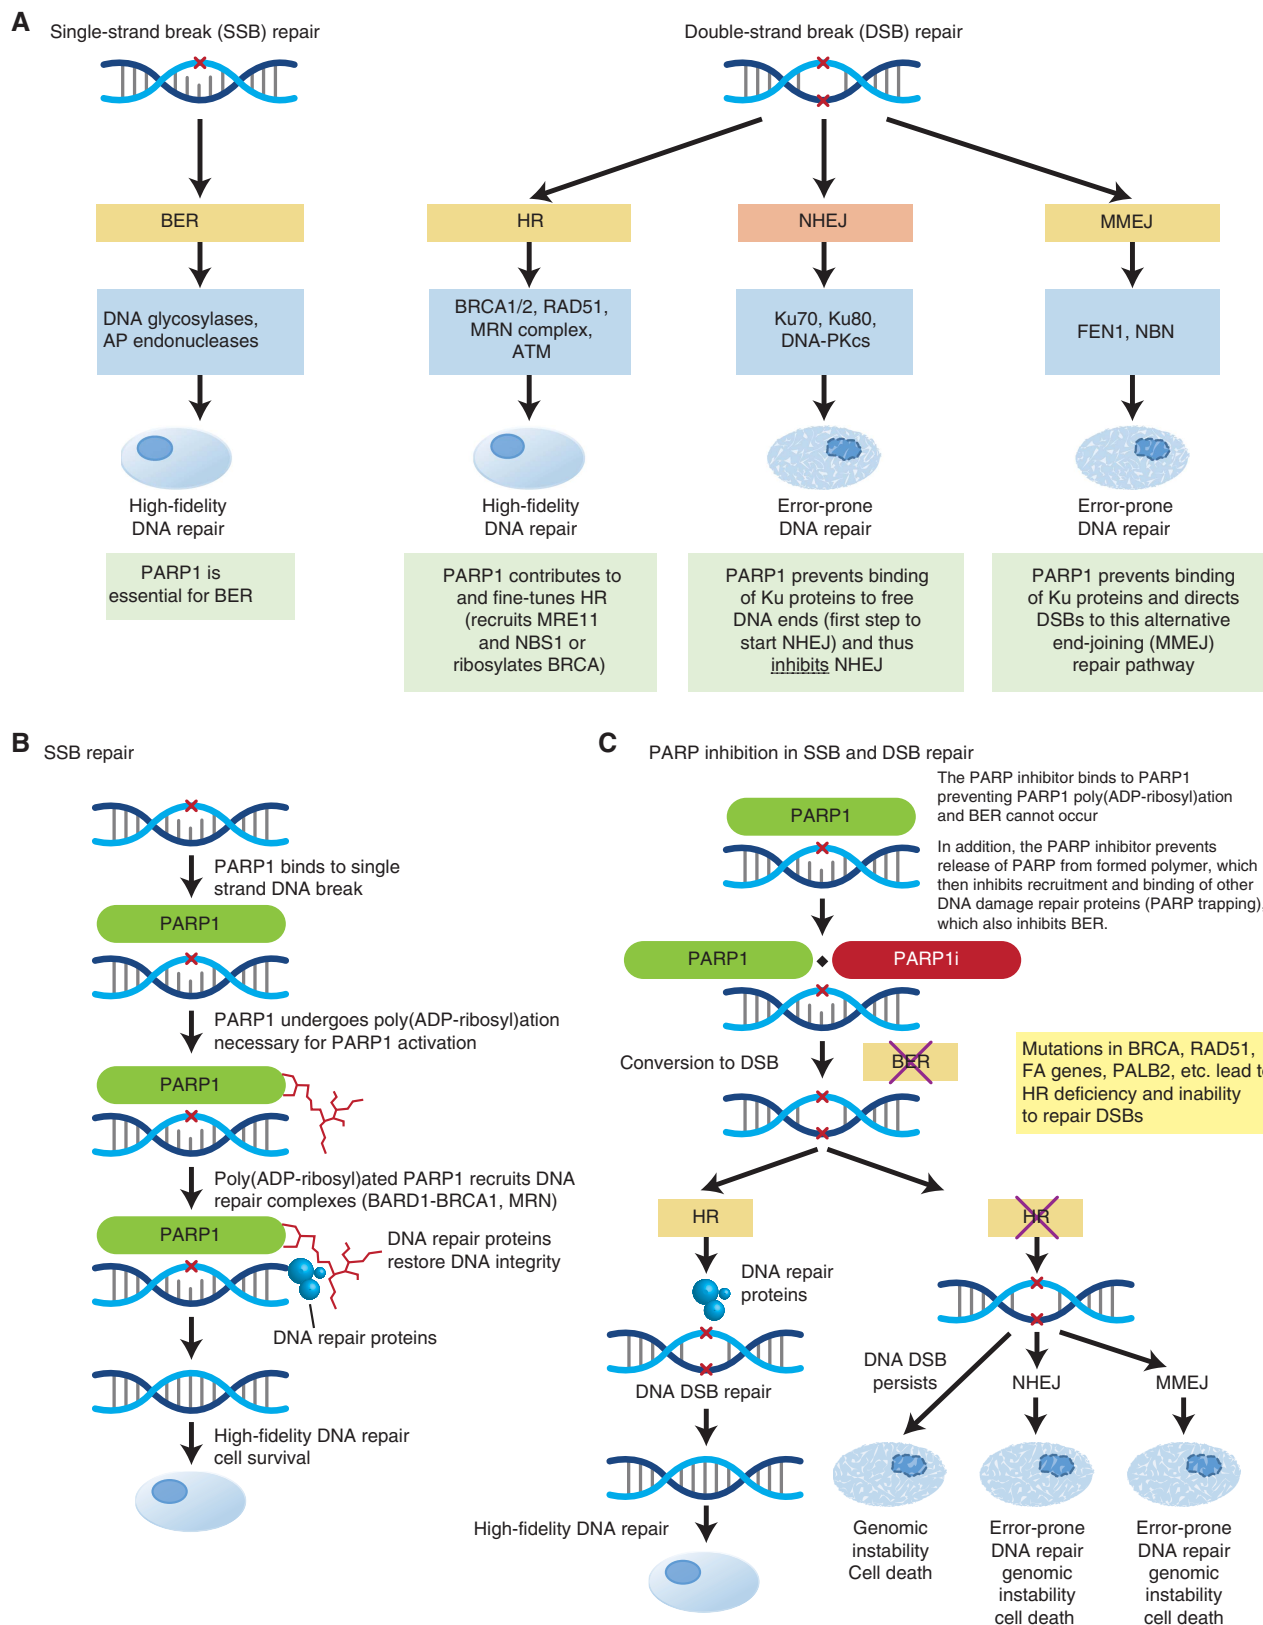 A
Single-strand break (SSB) repair
Double-strand break (DSB) repair
BER
HR
NHEJ
MMEJ
DNA glycosylases,
AP endonucleases
BRCA1/2, RAD51,
MRN complex,
ATM
Ku70, Ku80,
DNA-PKcs
FEN1, NBN
High-fidelity
DNA repair
High-fidelity
DNA repair
Error-prone
DNA repair
Error-prone
DNA repair
PARP1 is
essential for BER
PARP1 contributes to
and fine-tunes HR
(recruits MRE11
and NBS1 or
ribosylates BRCA)
PARP1 prevents binding
of Ku proteins to free
DNA ends (first step to
start NHEJ) and thus
inhibits NHEJ
PARP1 prevents binding
of Ku proteins and directs
DSBs to this alternative
end-joining (MMEJ)
repair pathway
B
SSB repair
PARP1 binds to single
strand DNA break
PARP1
PARP1 undergoes poly(ADP-ribosyl)ation
necessary for PARP1 activation
PARP1
Poly(ADP-ribosyl)ated PARP1 recruits DNA
repair complexes (BARD1-BRCA1, MRN)
PARP1
DNA repair proteins
restore DNA integrity
DNA repair proteins
High-fidelity DNA repair
cell survival
C
PARP inhibition in SSB and DSB repair
PARP1
The PARP inhibitor binds to PARP1
preventing PARP1 poly(ADP-ribosyl)ation
and BER cannot occur
In addition, the PARP inhibitor prevents
release of PARP from formed polymer, which
then inhibits recruitment and binding of other
DNA damage repair proteins (PARP trapping),
which also inhibits BER.
PARP1
PARP1i
Conversion to DSB
BER
Mutations in BRCA, RAD51,
FA genes, PALB2, etc. lead to
HR deficiency and inability
to repair DSBs
HR
HR
DNA repair
proteins
DNA DSB repair
High-fidelity DNA repair
DNA DSB
persists
NHEJ
MMEJ
Genomic
instability
Cell death
Error-prone
DNA repair
genomic
instability
cell death
Error-prone
DNA repair
genomic
instability
cell death